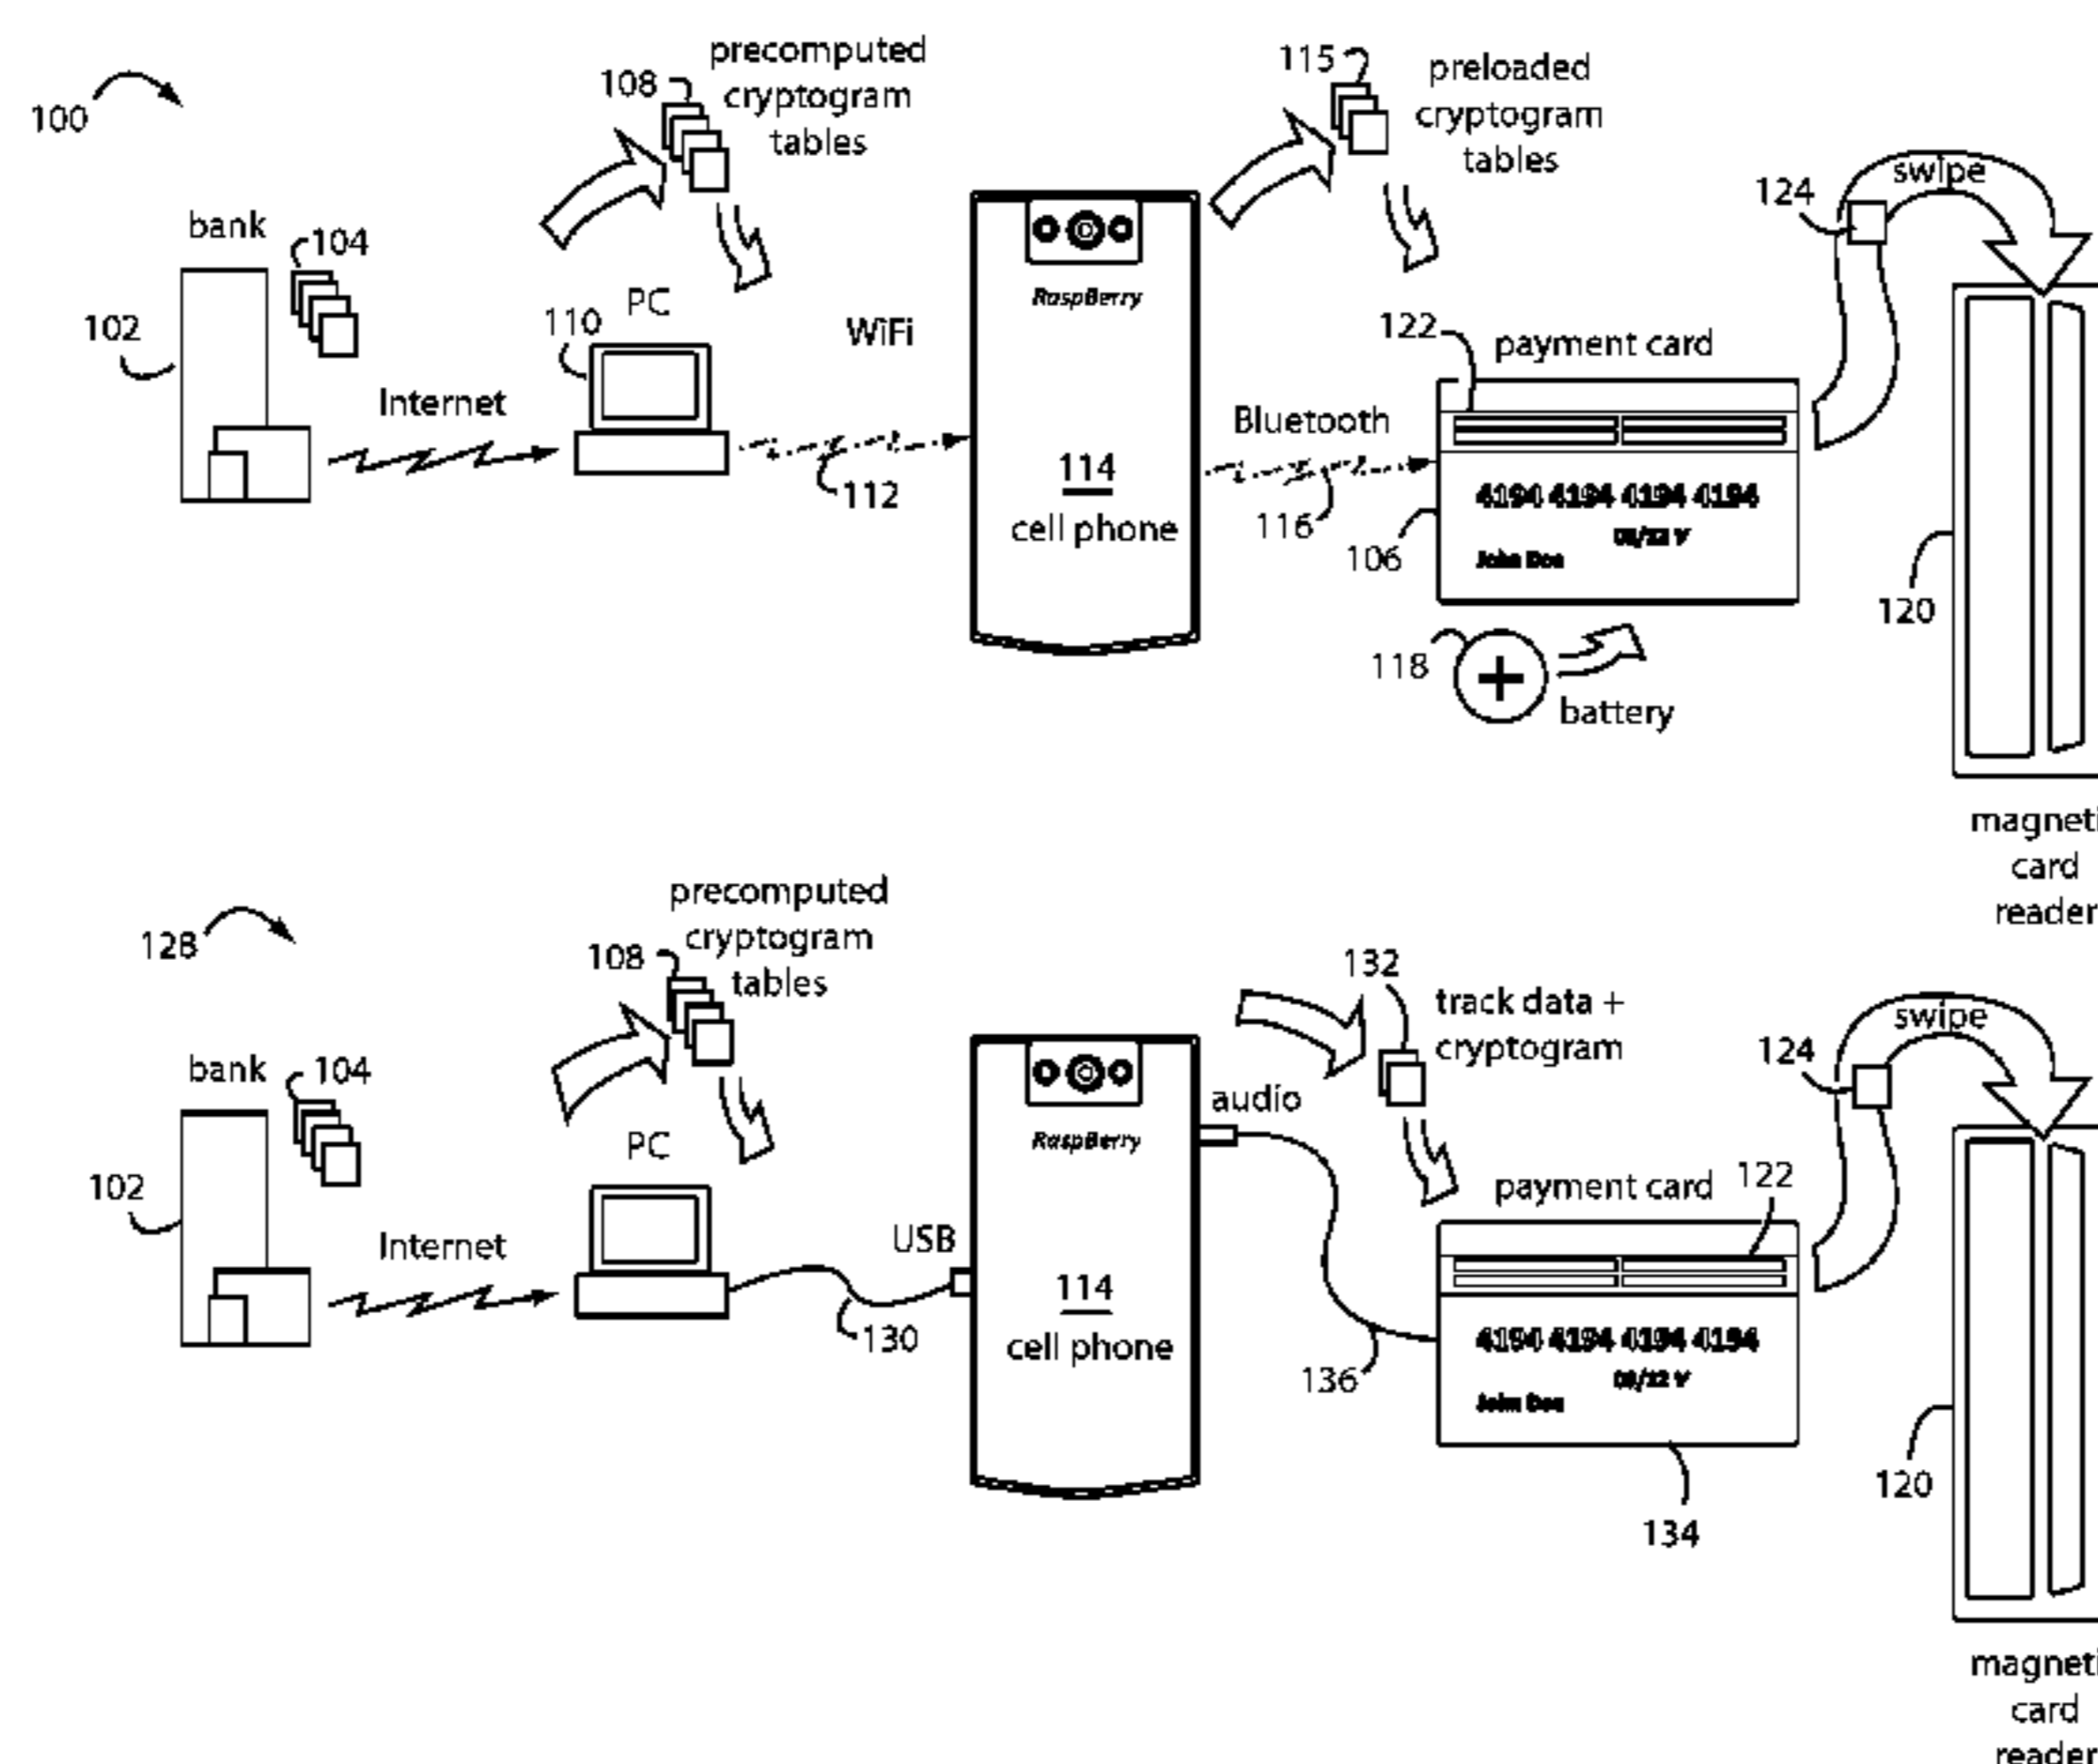 100
108
precomputed
cryptogram
tables
115
preloaded
cryptogram
tables
124
swipe
bank
104
102
PC
110
WiFi
RaspBerry
122
payment card
Internet
Bluetooth
112
114
cell phone
116
106
4194 4194 4194 4194
John Doe
120
118
battery
magneti
card
reader
128
precomputed
cryptogram
tables
108
132
track data +
cryptogram
124
swipe
bank
104
102
PC
audio
RaspBerry
payment card
122
Internet
USB
130
114
cell phone
136
4194 4194 4194 4194
John Doe
120
134
magneti
card
reader